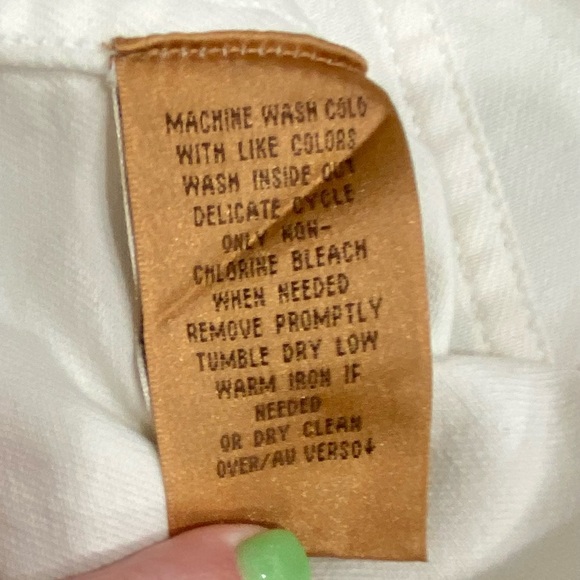 MACHINE WASH COLD
WITH LIKE COLORS
WASH INSIDE OUT
DELICATE CYCLE
ONLY NON-
CHLORINE BLEACH
WHEN NEEDED
REMOVE PROMPTLY
TUMBLE DRY LOW
WARM IRON IF
NEEDED
OR DRY CLEAN
OVER/AU VERSO↓